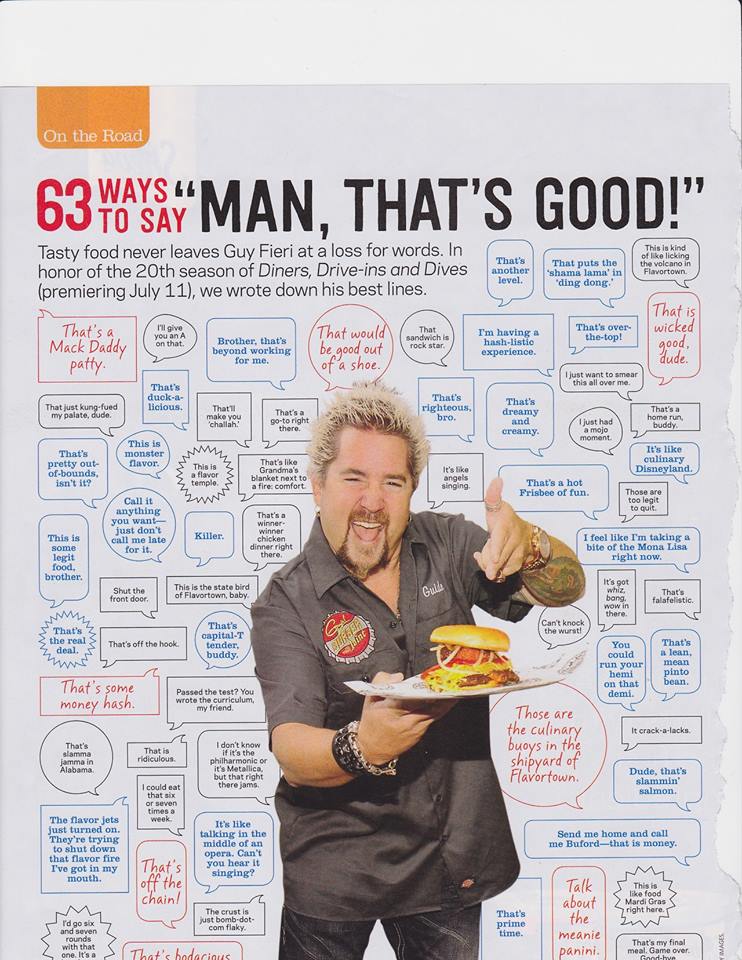 On the Road
63 WAYS
TO SAY
“MAN, THAT’S GOOD!”
Tasty food never leaves Guy Fieri at a loss for words. In
honor of the 20th season of Diners, Drive-ins and Dives
(premiering July 11), we wrote down his best lines.
That’s
another
level.
That puts the
‘shama lama’ in
‘ding dong.’
This is kind
of like licking
the volcano in
Flavortown.
That’s a
Mack Daddy
patty.
I’ll give
you an A
on that.
Brother, that’s
beyond working
for me.
That would
be good out
of a shoe.
That
sandwich is
rock star.
I’m having a
hash-listic
experience.
That’s over-
the-top!
That is
wicked
good,
dude.
I just want to smear
this all over me.
That just kung-fued
my palate, dude.
That’s
duck-a-
licious.
That’ll
make you
‘challah.’
That’s a
go-to right
there.
That’s
righteous,
bro.
That’s
dreamy
and
creamy.
I just had
a mojo
moment.
That’s a
home run,
buddy.
That’s
pretty out-
of-bounds,
isn’t it?
This is
monster
flavor.
This is
a flavor
temple.
That’s like
Grandma’s
blanket next to
a fire: comfort.
It’s like
angels
singing.
That’s a hot
Frisbee of fun.
It’s like
culinary
Disneyland.
Those are
too legit
to quit.
Call it
anything
you want—
just don’t
call me late
for it.
Killer.
That’s a
winner-
winner
chicken
dinner right
there.
This is
some
legit
food,
brother.
I feel like I’m taking a
bite of the Mona Lisa
right now.
Shut the
front door.
This is the state bird
of Flavortown, baby.
Guido
It’s got
whiz,
bang,
wow in
there.
That’s
falafelistic.
That’s
the real
deal.
That’s off the hook.
That’s
capital-T
tender,
buddy.
Can’t knock
the wurst!
You
could
run your
hemi
on that
demi.
That’s
a lean,
mean
pinto
bean.
That’s some
money hash.
Passed the test? You
wrote the curriculum,
my friend.
Those are
the culinary
buoys in the
shipyard of
Flavortown.
It crack-a-lacks.
That’s
slamma
jamma in
Alabama.
That is
ridiculous.
I don’t know
if it’s the
philharmonic or
it’s Metallica,
but that right
there jams.
Dude, that’s
slammin’
salmon.
I could eat
that six
or seven
times a
week.
The flavor jets
just turned on.
They’re trying
to shut down
that flavor fire
I’ve got in my
mouth.
It’s like
talking in the
middle of an
opera. Can’t
you hear it
singing?
Send me home and call
me Buford—that is money.
That’s
off the
chain!
The crust is
just bomb-dot-
com flaky.
That’s
prime
time.
Talk
about
the
meanie
panini.
This is
like food
Mardi Gras
right here.
I’d go six
and seven
rounds
with that
one. It’s a
That’s bodacious
That’s my final
meal. Game over.
Good-bye
Dickies
Y IMAGES.